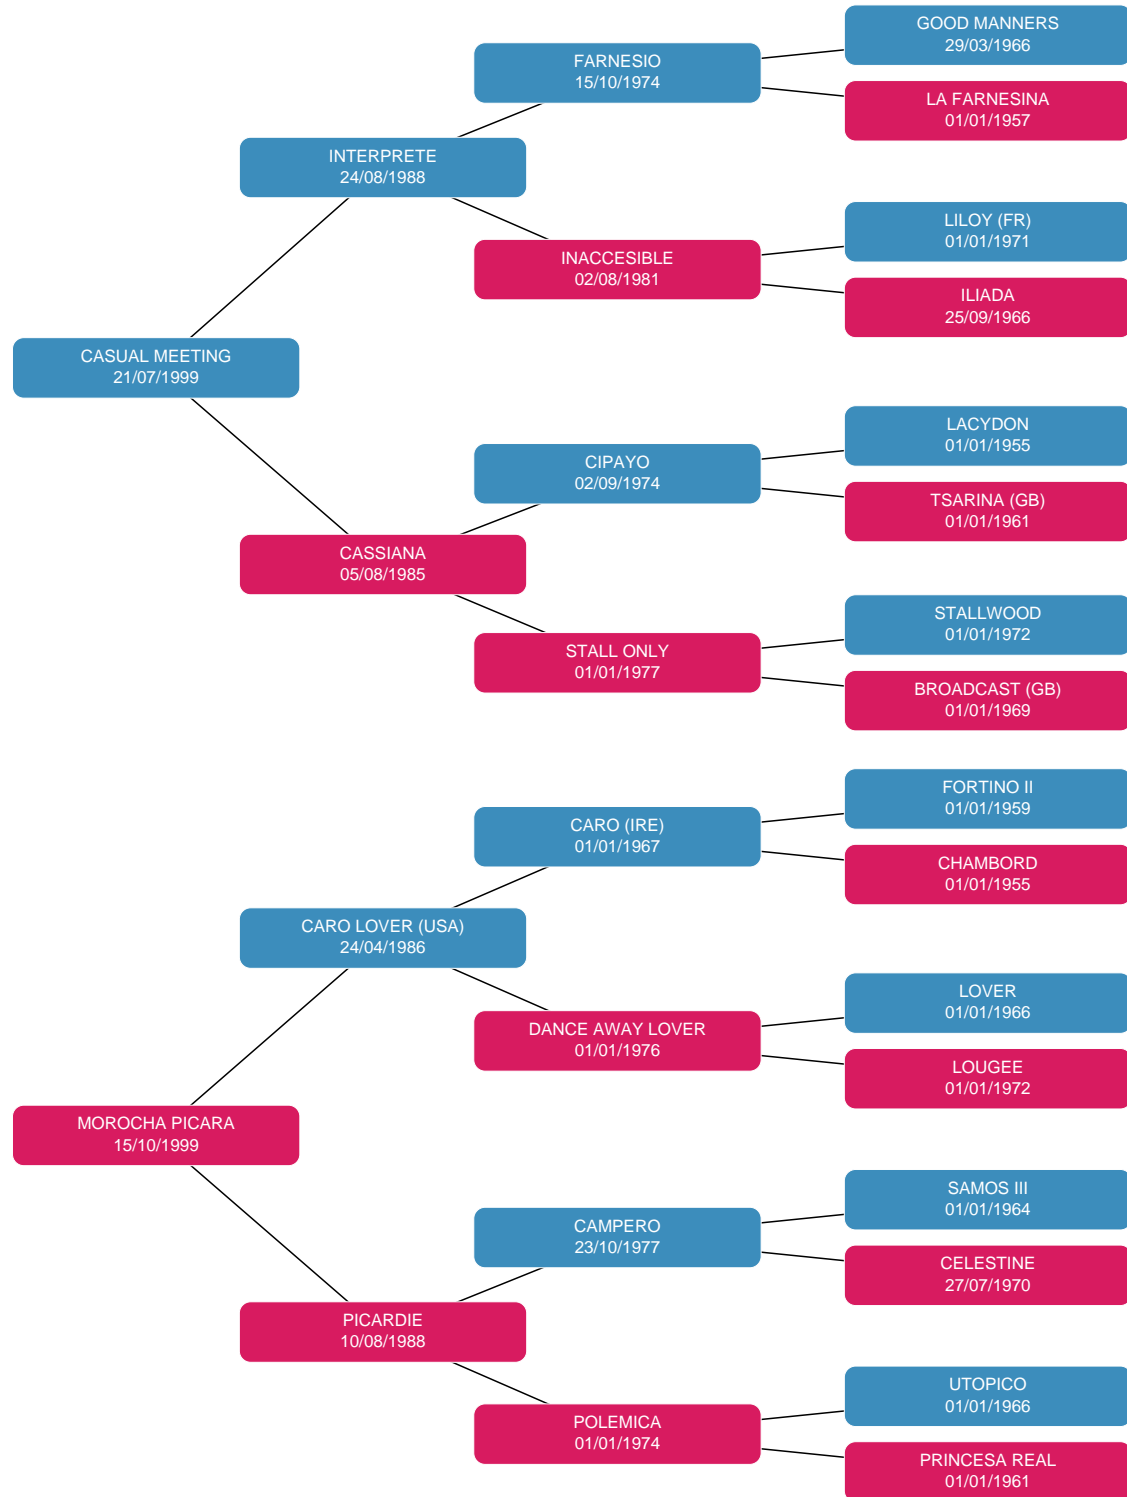 GOOD MANNERS
29/03/1966
FARNESIO
15/10/1974
LA FARNESINA
01/01/1957
INTERPRETE
24/08/1988
LILOY (FR)
01/01/1971
INACCESIBLE
02/08/1981
ILIADA
25/09/1966
CASUAL MEETING
21/07/1999
LACYDON
01/01/1955
CIPAYO
02/09/1974
TSARINA (GB)
01/01/1961
CASSIANA
05/08/1985
STALLWOOD
01/01/1972
STALL ONLY
01/01/1977
BROADCAST (GB)
01/01/1969
FORTINO II
01/01/1959
CARO (IRE)
01/01/1967
CHAMBORD
01/01/1955
CARO LOVER (USA)
24/04/1986
LOVER
01/01/1966
DANCE AWAY LOVER
01/01/1976
LOUGEE
01/01/1972
MOROCHA PICARA
15/10/1999
SAMOS III
01/01/1964
CAMPERO
23/10/1977
CELESTINE
27/07/1970
PICARDIE
10/08/1988
UTOPICO
01/01/1966
POLEMICA
01/01/1974
PRINCESA REAL
01/01/1961